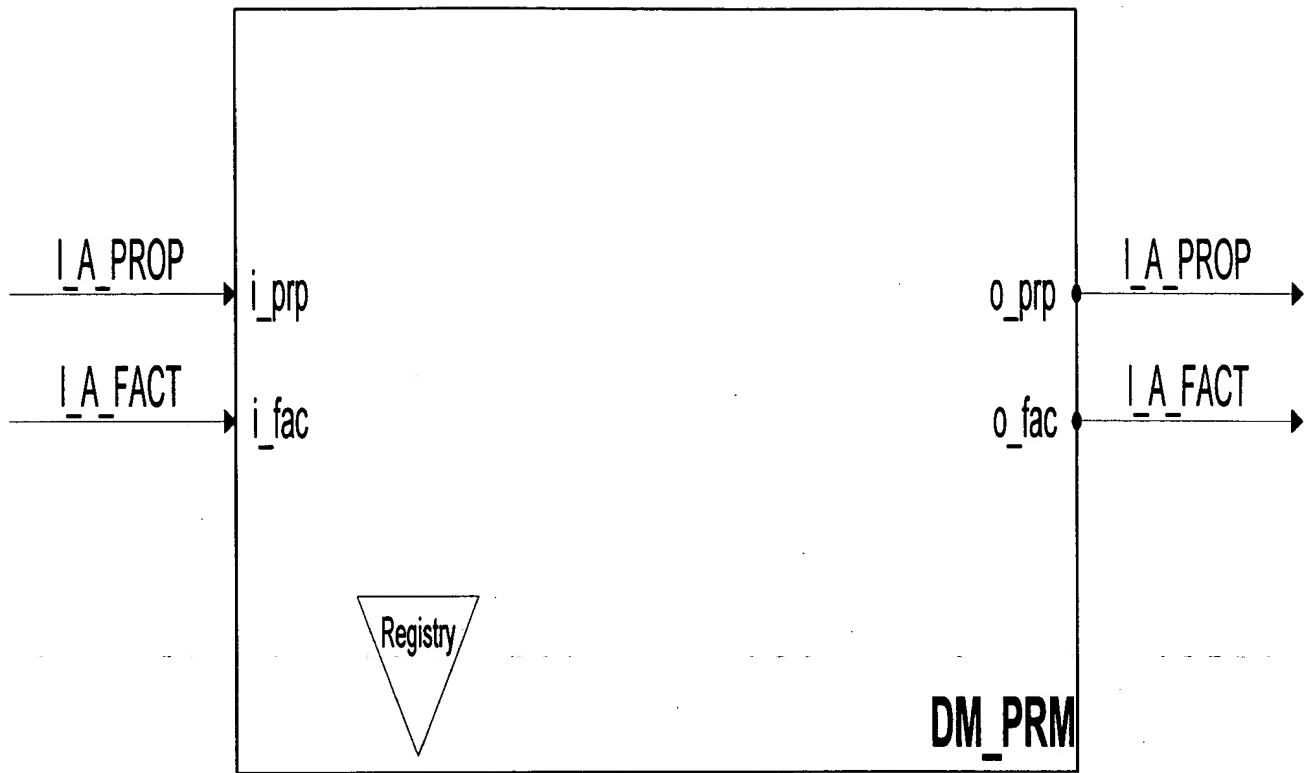 I_A_PROP
i_prp
I_A_FACT
i_fac
o_prp
I_A_PROP
o_fac
I_A_FACT
Registry
DM_PRM